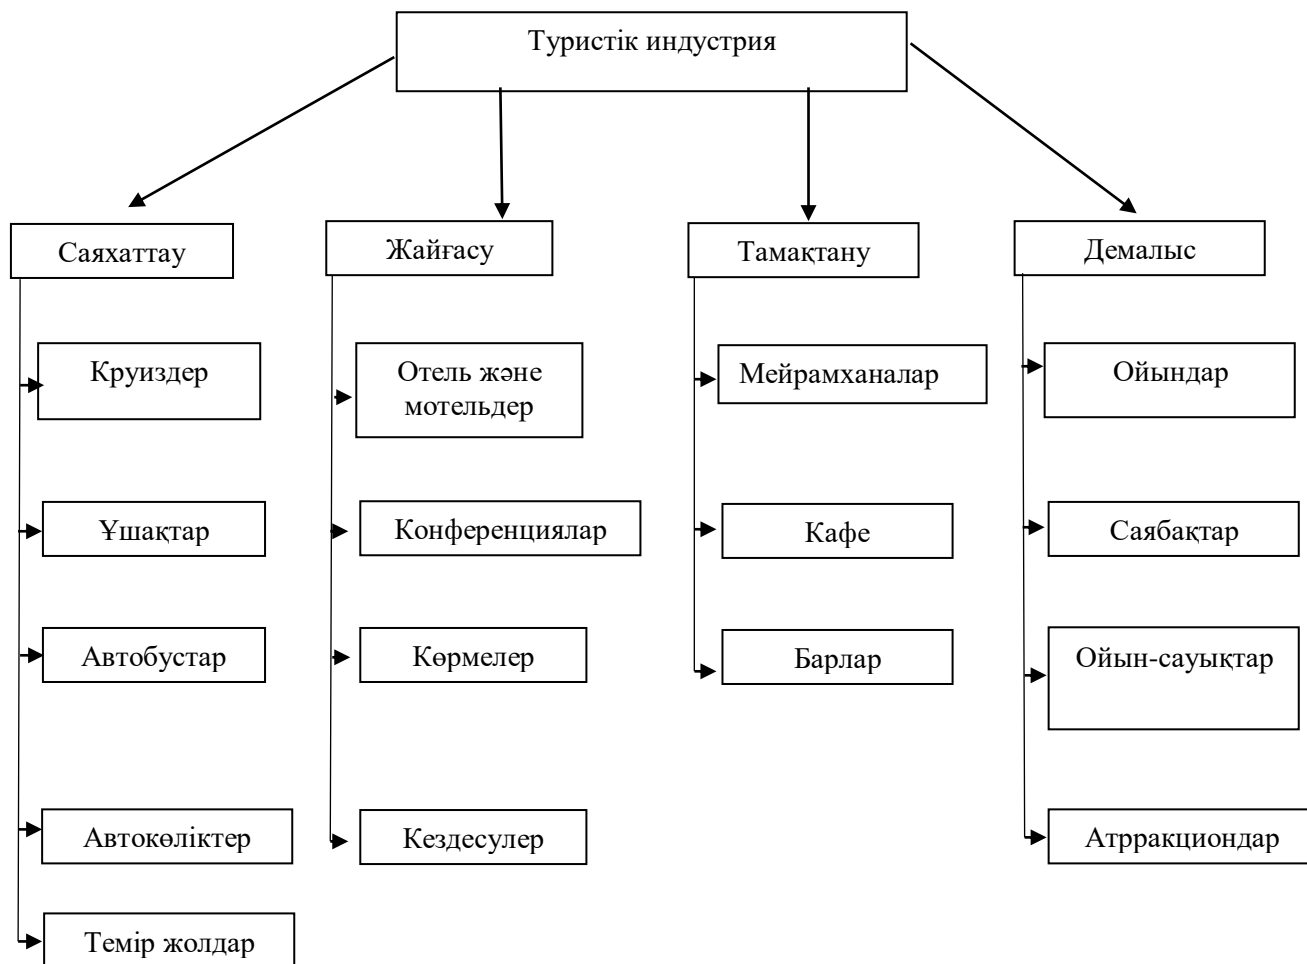 Туристік индустрия
Саяхаттау
Жайғасу
Тамақтану
Демалыс
Круиздер
Отель және
мотельдер
Мейрамханалар
Ойындар
Ұшақтар
Конференциялар
Кафе
Саябақтар
Автобустар
Көрмелер
Барлар
Ойын-сауықтар
Автокөліктер
Кездесулер
Атрракциондар
Темір жолдар